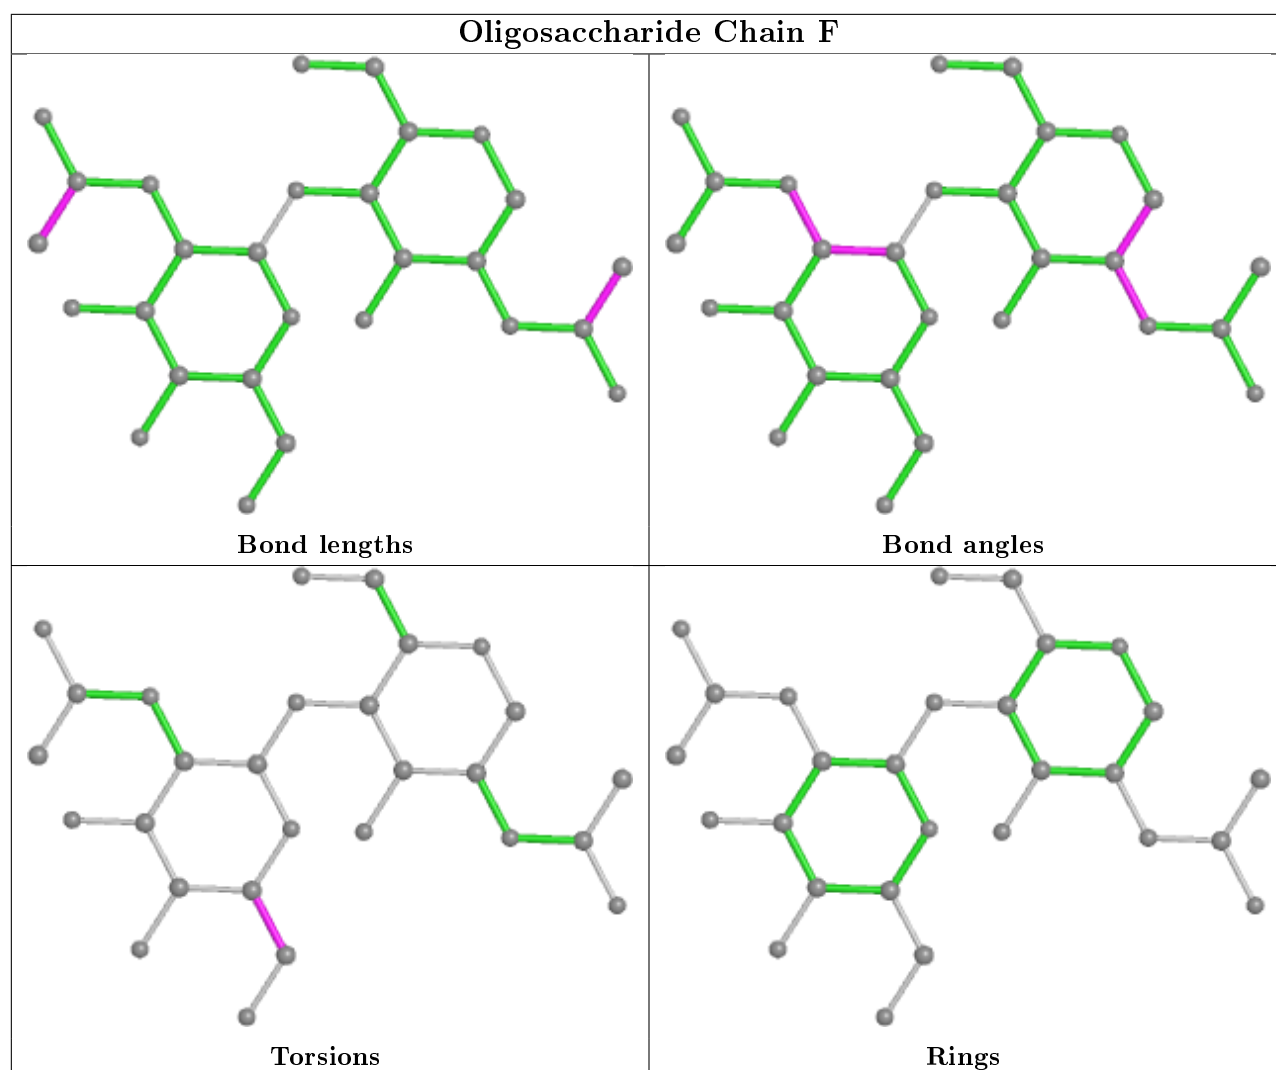 Oligosaccharide Chain F
Bond lengths
Bond angles
Torsions
Rings